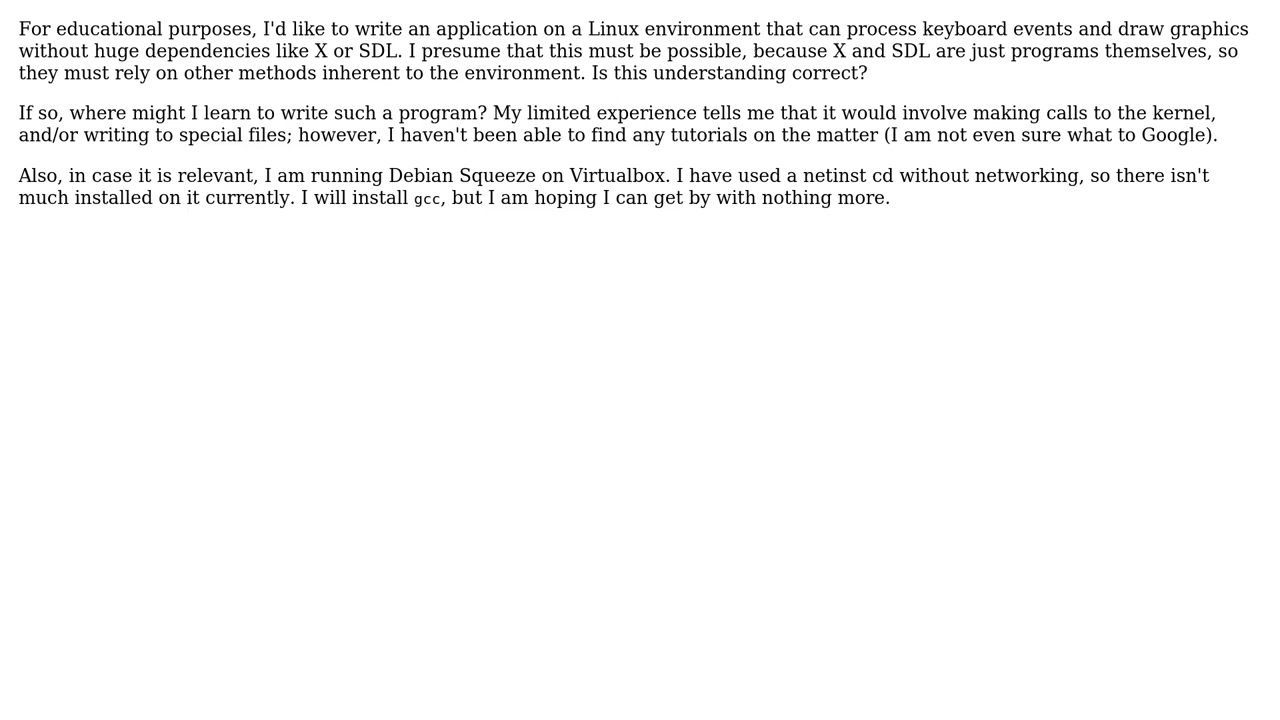 For educational purposes, I'd like to write an application on a Linux environment that can process keyboard events and draw graphics
without huge dependencies like X or SDL. I presume that this must be possible, because X and SDL are just programs themselves, so
they must rely on other methods inherent to the environment. Is this understanding correct?
If so, where might I learn to write such a program? My limited experience tells me that it would involve making calls to the kernel,
and/or writing to special files; however, I haven't been able to find any tutorials on the matter (I am not even sure what to Google).
Also, in case it is relevant, I am running Debian Squeeze on Virtualbox. I have used a netinst cd without networking, so there isn't
much installed on it currently. I will install gcc, but I am hoping I can get by with nothing more.